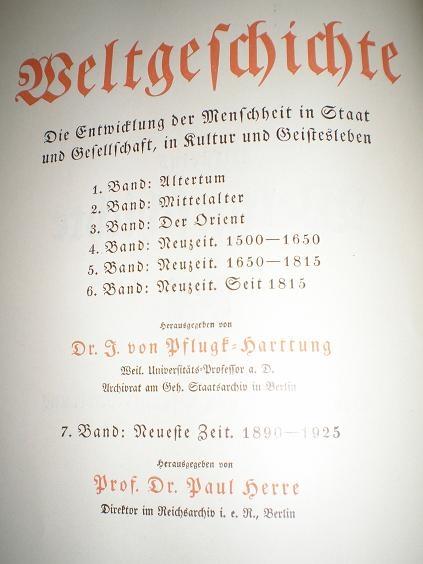 Weltgeschichte
Die Entwicklung der Menschheit in Staat
und Gesellschaft, in Kultur und Geistesleben
1. Band: Altertum
2. Band: Mittelalter
3. Band: Der Orient
4. Band: Neuzeit. 1500—1650
5. Band: Neuzeit. 1650—1815
6. Band: Neuzeit. Seit 1815
Herausgegeben von
Dr. J. von Pflugk-Harttung
Weil. Universitäts-Professor a. D.
Archivrat am Geh. Staatsarchiv in Berlin
7. Band: Neueste Zeit. 1890—1925
Herausgegeben von
Prof. Dr. Paul Herre
Direktor im Reichsarchiv i. e. R., Berlin